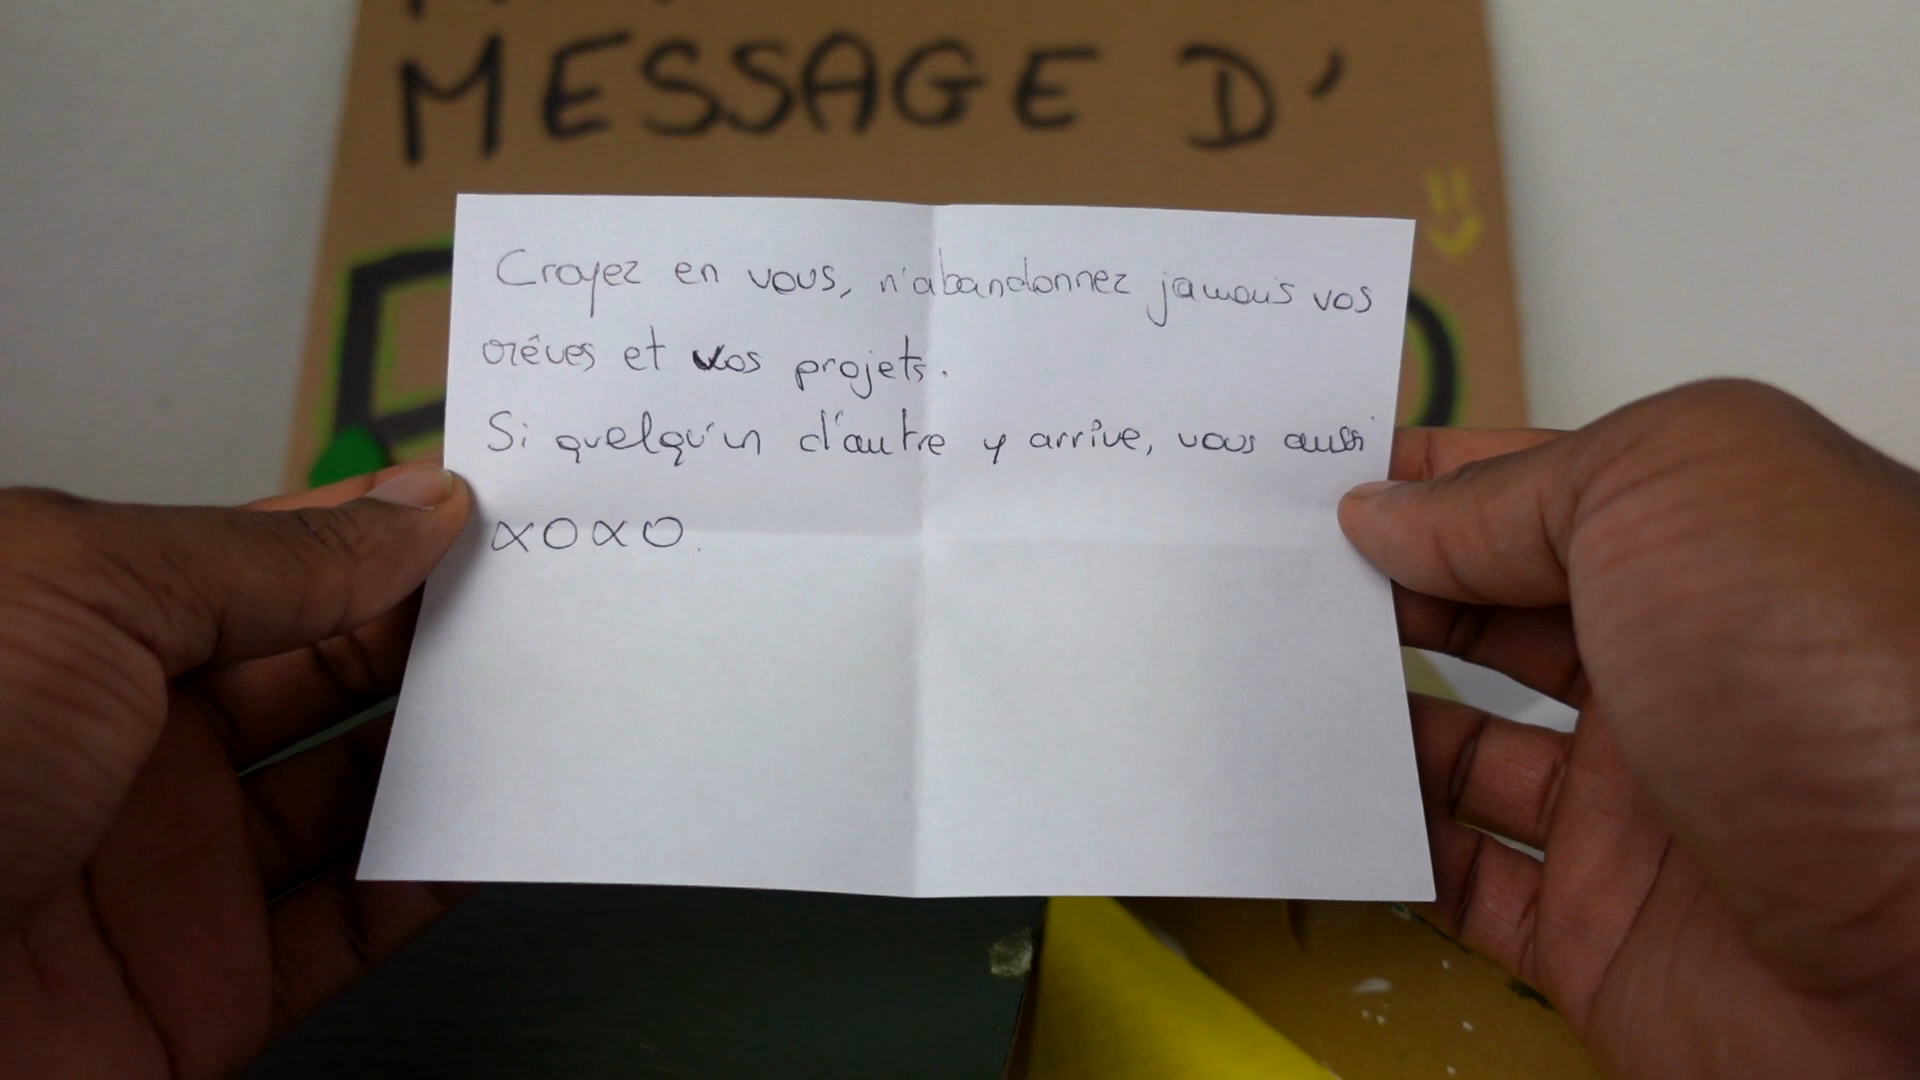 MESSAGE D'
Croyez en vous, n'abandonnez jamais vos
rêves et vos projets.
Si quelqu'un d'autre y arrive, vous aussi
XOXO.